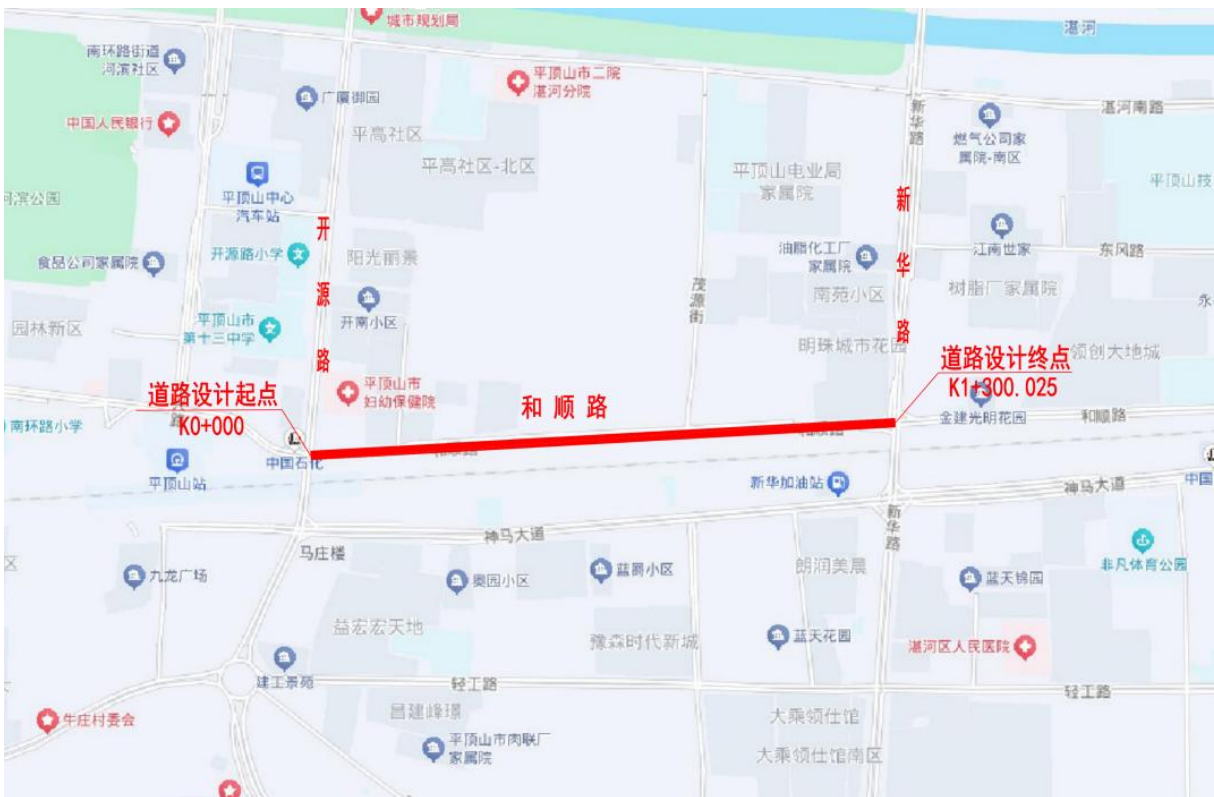 城市规划局
湛河
南环路街道
河滨社区
平顶山市二院
湛河分院
广厦御园
新华路
湛河南路
中国人民银行
平高社区
燃气公司家
属院-南区
平高社区-北区
平顶山电业局
家属院
平顶山技
平顶山中心
汽车站
河滨公园
开源路
新华路
开源路小学
阳光丽景
油脂化工厂
家属院
江南世家
东风路
食品公司家属院
茂源街
南苑小区
树脂厂家属院
永
园林新区
平顶山市
第十三中学
开南小区
明珠城市花园
道路设计终点
K1+300.025
领创大地城
道路设计起点
K0+000
平顶山市
妇幼保健院
和顺路
金建光明花园
和顺路
南环路小学
路
中国石化
和顺路
和顺路
平顶山站
新华加油站
神马大道
中国
新华路
神马大道
马庄楼
非凡体育公园
区
九龙广场
奥园小区
蓝爵小区
朗润美晨
蓝天锦园
益宏宏天地
豫森时代新城
蓝天花园
湛河区人民医院
建工景苑
轻工路
轻工路
昌建峰璟
大乘领仕馆
牛庄村委会
平顶山市肉联厂
家属院
大乘领仕馆南区